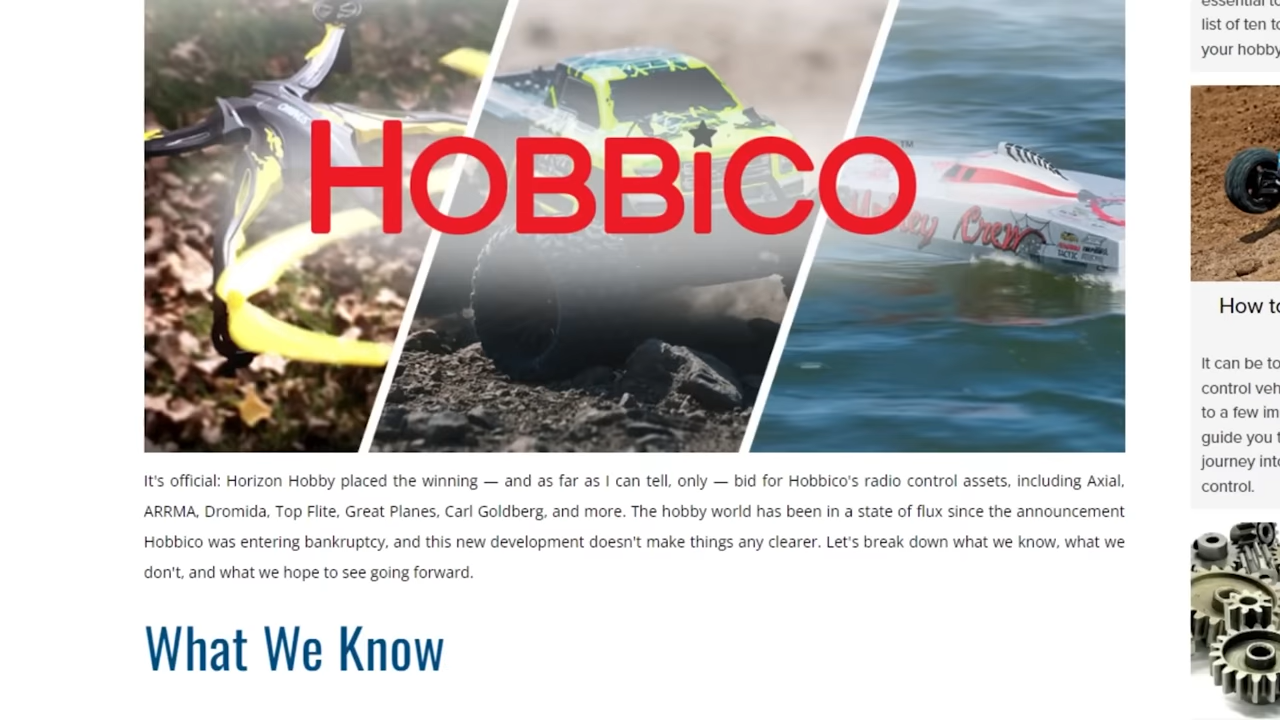 HOBBiCO™
Unkey Crew
It's official: Horizon Hobby placed the winning — and as far as I can tell, only — bid for Hobbico's radio control assets, including Axial,
ARRMA, Dromida, Top Flite, Great Planes, Carl Goldberg, and more. The hobby world has been in a state of flux since the announcement
Hobbico was entering bankruptcy, and this new development doesn't make things any clearer. Let's break down what we know, what we
don't, and what we hope to see going forward.
What We Know
list of ten to
your hobby
How to
It can be to
control veh
to a few im
guide you t
journey into
control.